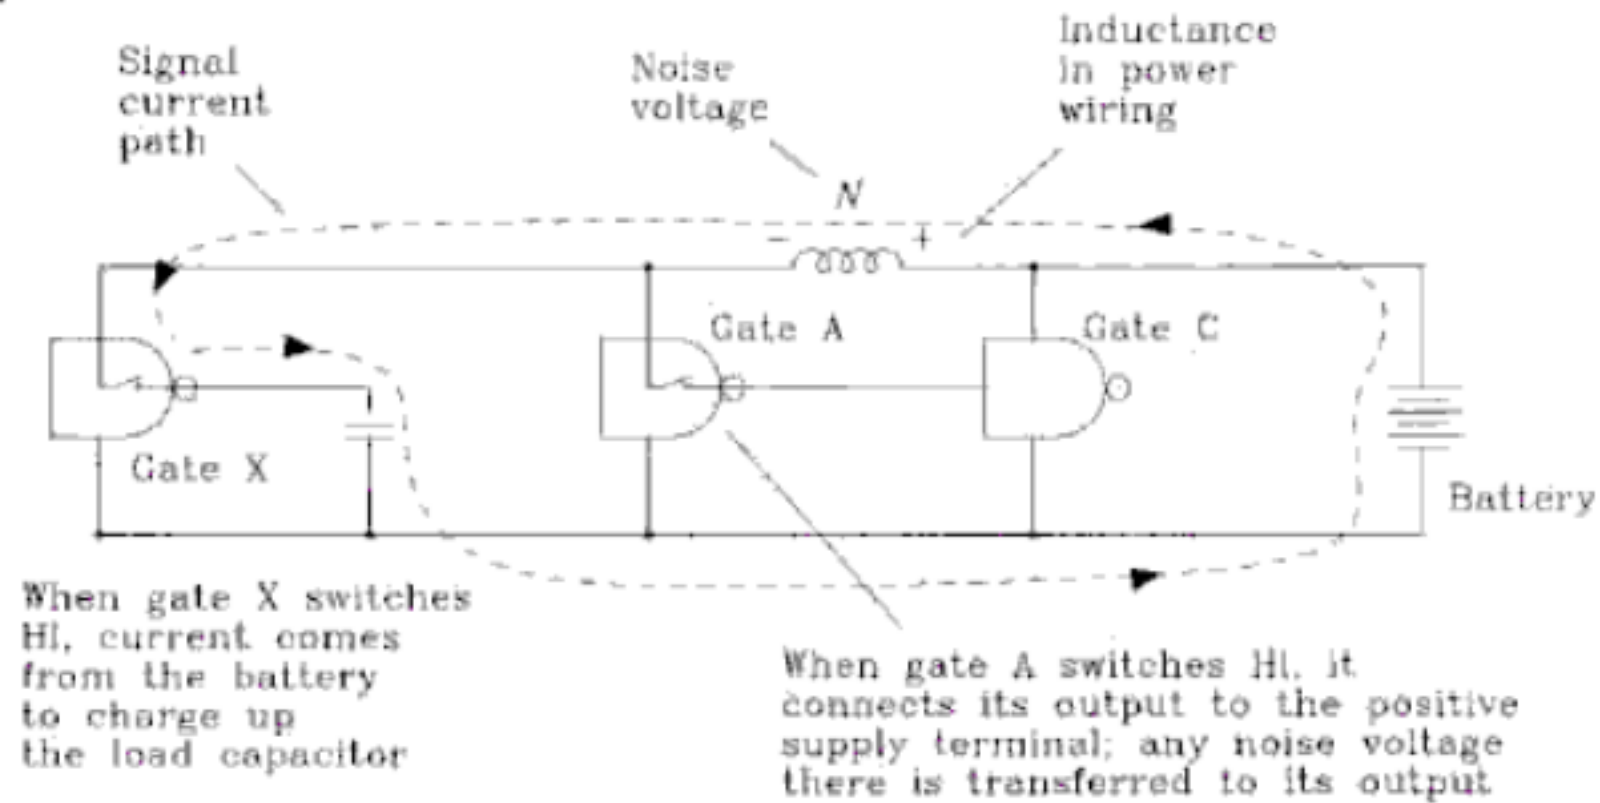 Signal
current
path
Noise
voltage
Inductance
in power
wiring
N
− +
Gate A
Gate C
Gate X
Battery
When gate X switches
HI, current comes
from the battery
to charge up
the load capacitor
When gate A switches HI, it
connects its output to the positive
supply terminal; any noise voltage
there is transferred to its output